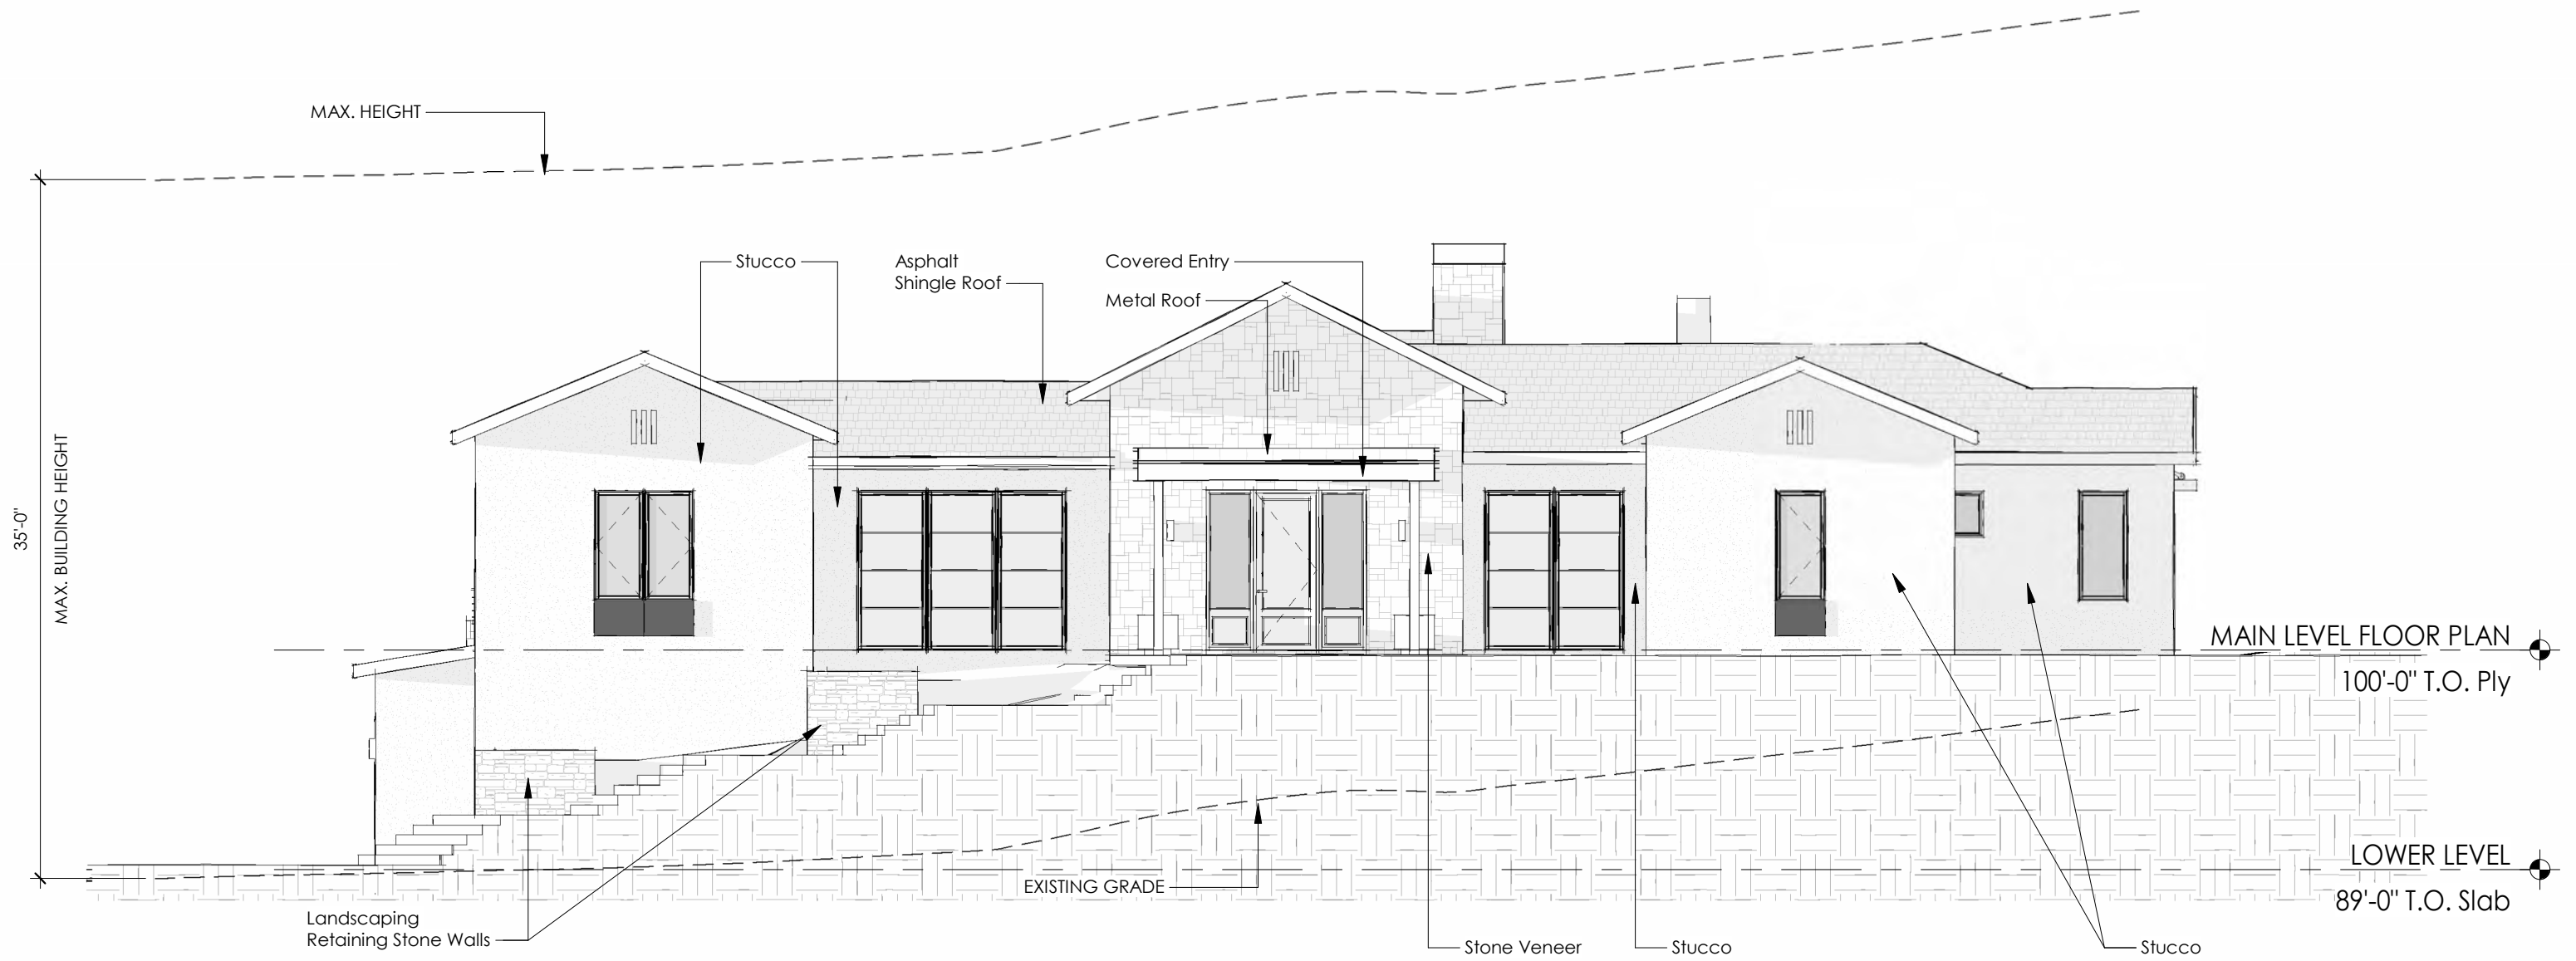 MAX. HEIGHT
Stucco
Asphalt
Shingle Roof
Covered Entry
Metal Roof
35'-0"
MAX. BUILDING HEIGHT
MAIN LEVEL FLOOR PLAN
100'-0" T.O. Ply
LOWER LEVEL
89'-0" T.O. Slab
EXISTING GRADE
Landscaping
Retaining Stone Walls
Stone Veneer
Stucco
Stucco